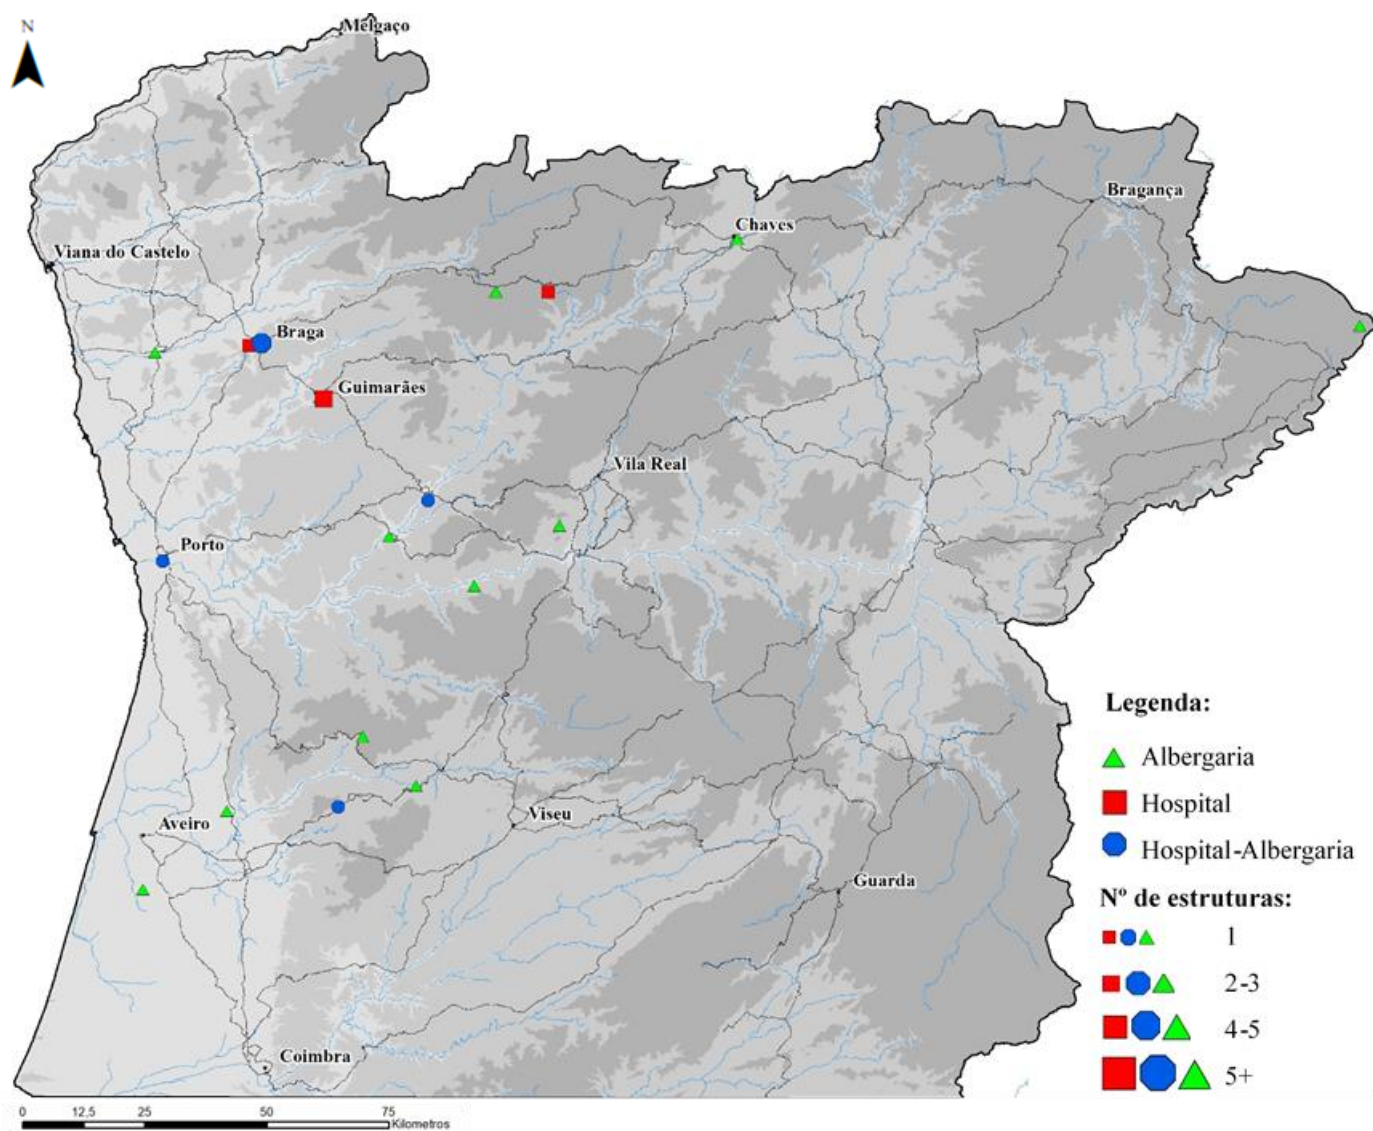 N
Melgaço
Bragança
Chaves
Viana do Castelo
Braga
Guimarães
Vila Real
Porto
Legenda:
Albergaria
Hospital
Hospital-Albergaria
Aveiro
Viseu
Guarda
Nº de estruturas:
1
2-3
4-5
5+
Coimbra
0 12,5 25 50 75
Kilometros